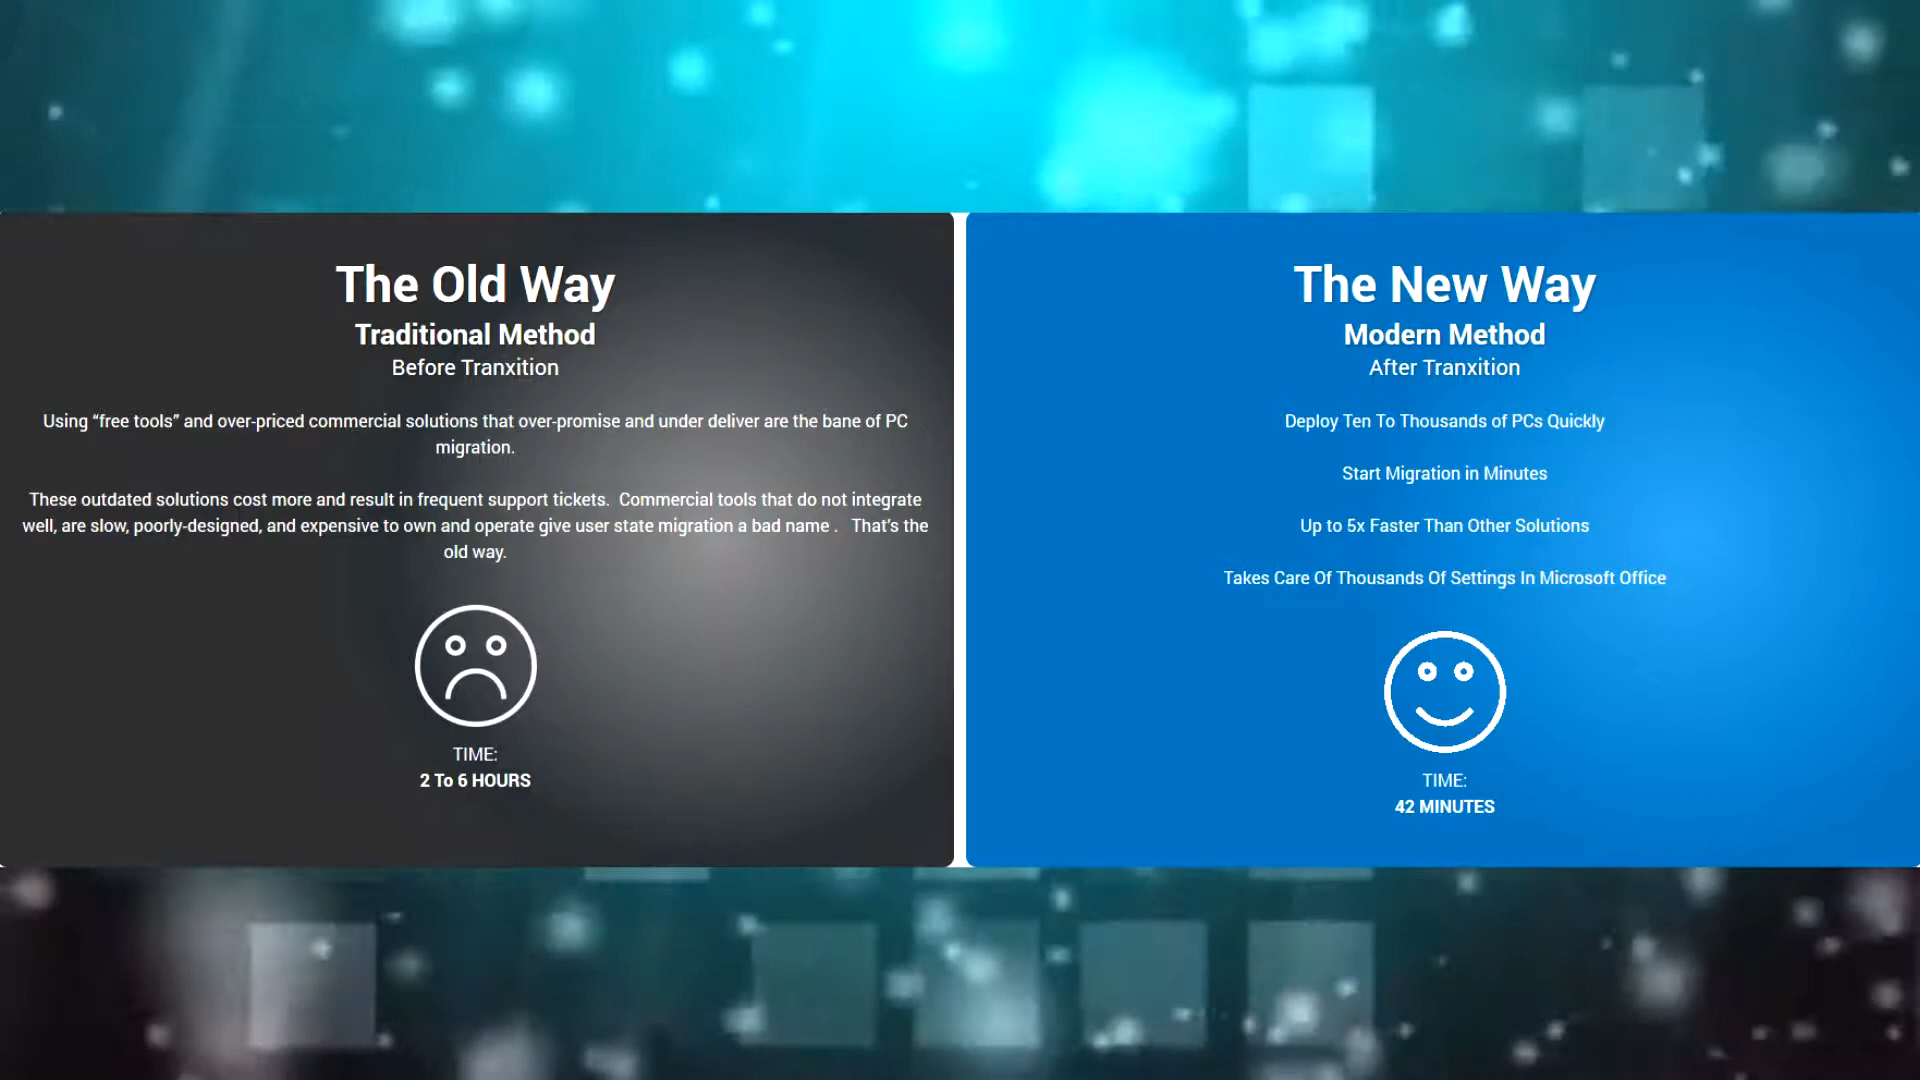 The Old Way
Traditional Method
Before Tranxition
Using “free tools” and over-priced commercial solutions that over-promise and under deliver are the bane of PC
migration.
These outdated solutions cost more and result in frequent support tickets.  Commercial tools that do not integrate
well, are slow, poorly-designed, and expensive to own and operate give user state migration a bad name .   That’s the
old way.
TIME:
2 To 6 HOURS
The New Way
Modern Method
After Tranxition
Deploy Ten To Thousands of PCs Quickly
Start Migration in Minutes
Up to 5x Faster Than Other Solutions
Takes Care Of Thousands Of Settings In Microsoft Office
TIME:
42 MINUTES